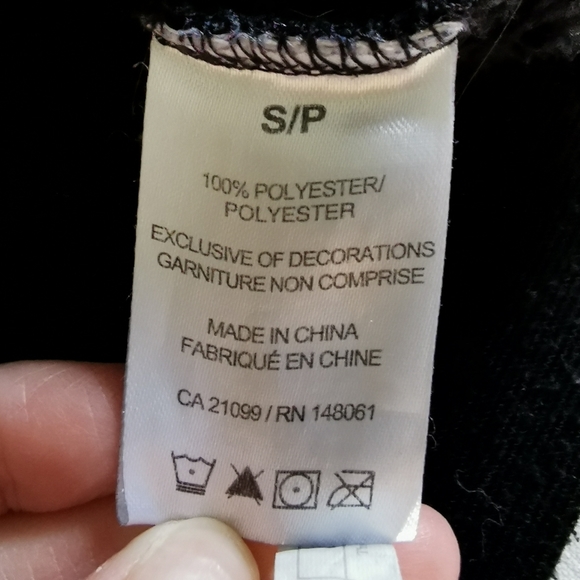 S/P
100% POLYESTER/
POLYESTER
EXCLUSIVE OF DECORATIONS
GARNITURE NON COMPRISE
MADE IN CHINA
FABRIQUÉ EN CHINE
CA 21099 / RN 148061